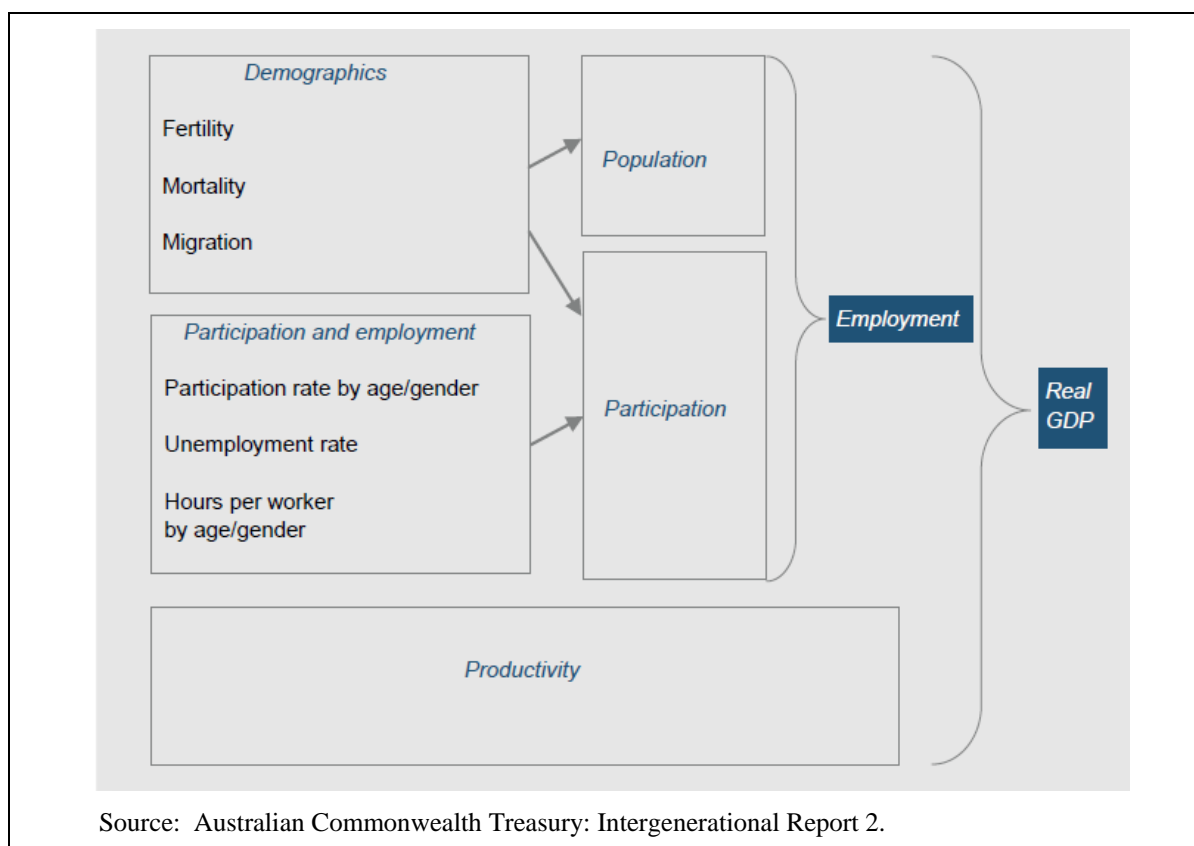 Demographics
Fertility
Mortality
Migration
Population
Participation and employment
Participation rate by age/gender
Unemployment rate
Hours per worker
by age/gender
Participation
Employment
Real
GDP
Productivity
Source: Australian Commonwealth Treasury: Intergenerational Report 2.